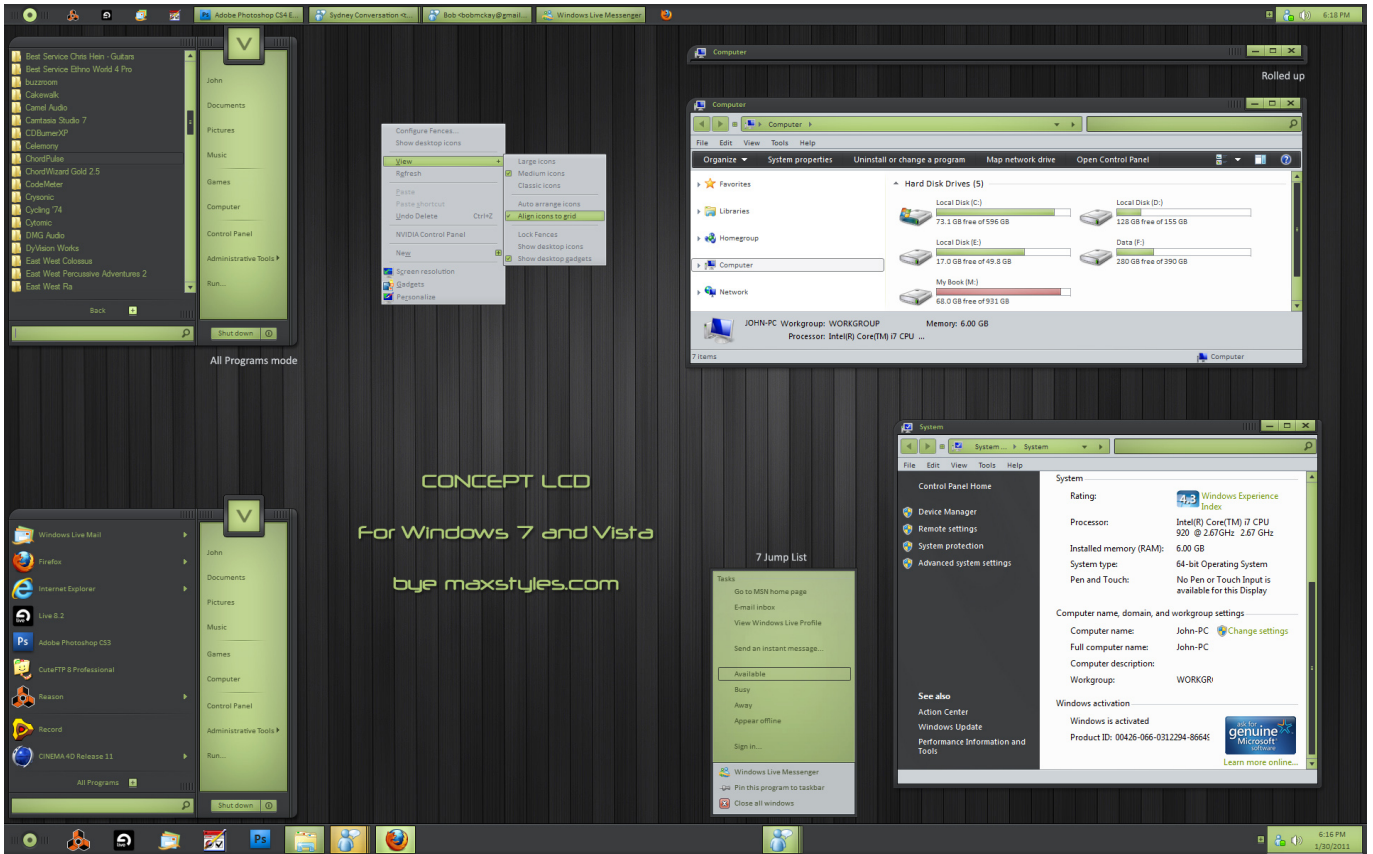 Adobe Photoshop CS4 E...
Sydney Conversation <t...
Bob <bobmckay@gmail...
Windows Live Messenger
6:18 PM
Best Service Chris Hein - Guitars
Best Service Ethno World 4 Pro
buzzroom
Cakewalk
Camel Audio
Camtasia Studio 7
CDBurnerXP
Celemony
ChordPulse
ChordWizard Gold 2.5
CodeMeter
Crysonic
Cycling '74
Cytomic
DMG Audio
DyVision Works
East West Colossus
East West Percussive Adventures 2
East West Ra
Back
V
John
Documents
Pictures
Music
Games
Computer
Control Panel
Administrative Tools
Run...
Shut down
All Programs mode
Configure Fences...
Show desktop icons
View
Refresh
Paste
Paste shortcut
Undo Delete Ctrl+Z
NVIDIA Control Panel
New
Screen resolution
Gadgets
Personalize
Large icons
Medium icons
Classic icons
Auto arrange icons
Align icons to grid
Lock Fences
Show desktop icons
Show desktop gadgets
Computer
Rolled up
Computer
Computer
File Edit View Tools Help
Organize System properties Uninstall or change a program Map network drive Open Control Panel
Favorites
Libraries
Homegroup
Computer
Network
Hard Disk Drives (5)
Local Disk (C:)
73.1 GB free of 596 GB
Local Disk (D:)
128 GB free of 155 GB
Local Disk (E:)
17.0 GB free of 49.8 GB
Data (F:)
280 GB free of 390 GB
My Book (M:)
68.0 GB free of 931 GB
JOHN-PC Workgroup: WORKGROUP Memory: 6.00 GB
Processor: Intel(R) Core(TM) i7 CPU ...
7 items
Computer
CONCEPT LCD
For Windows 7 and Vista
bye maxstyles.com
System
System ... System
File Edit View Tools Help
Control Panel Home
Device Manager
Remote settings
System protection
Advanced system settings
See also
Action Center
Windows Update
Performance Information and
Tools
System
Rating: 4,3 Windows Experience
Index
Processor: Intel(R) Core(TM) i7 CPU
920 @ 2.67GHz 2.67 GHz
Installed memory (RAM): 6.00 GB
System type: 64-bit Operating System
Pen and Touch: No Pen or Touch Input is
available for this Display
Computer name, domain, and workgroup settings
Computer name: John-PC Change settings
Full computer name: John-PC
Computer description:
Workgroup: WORKGR
Windows activation
Windows is activated
Product ID: 00426-066-0312294-86649
ask for
genuine
Microsoft
software
Learn more online...
7 Jump List
Tasks
Go to MSN home page
E-mail inbox
View Windows Live Profile
Send an instant message...
Available
Busy
Away
Appear offline
Sign in...
Windows Live Messenger
Pin this program to taskbar
Close all windows
V
Windows Live Mail
Firefox
Internet Explorer
Live 8.2
Adobe Photoshop CS3
CuteFTP 8 Professional
Reason
Record
CINEMA 4D Release 11
All Programs
John
Documents
Pictures
Music
Games
Computer
Control Panel
Administrative Tools
Run...
Shut down
Ps
6:16 PM
1/30/2011